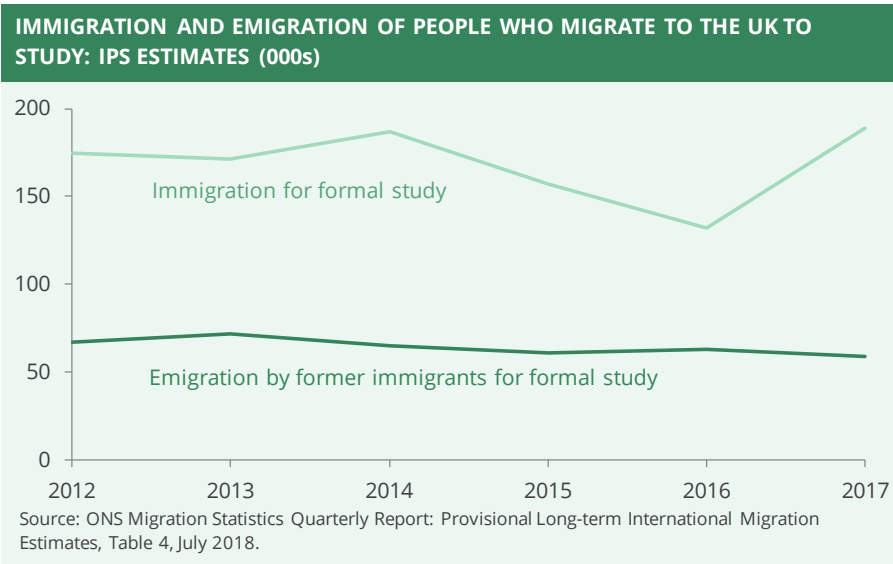 IMMIGRATION AND EMIGRATION OF PEOPLE WHO MIGRATE TO THE UK TO
STUDY: IPS ESTIMATES (000s)
200
150
100
50
0
Immigration for formal study
Emigration by former immigrants for formal study
2012 2013 2014 2015 2016 2017
Source: ONS Migration Statistics Quarterly Report: Provisional Long-term International Migration
Estimates, Table 4, July 2018.